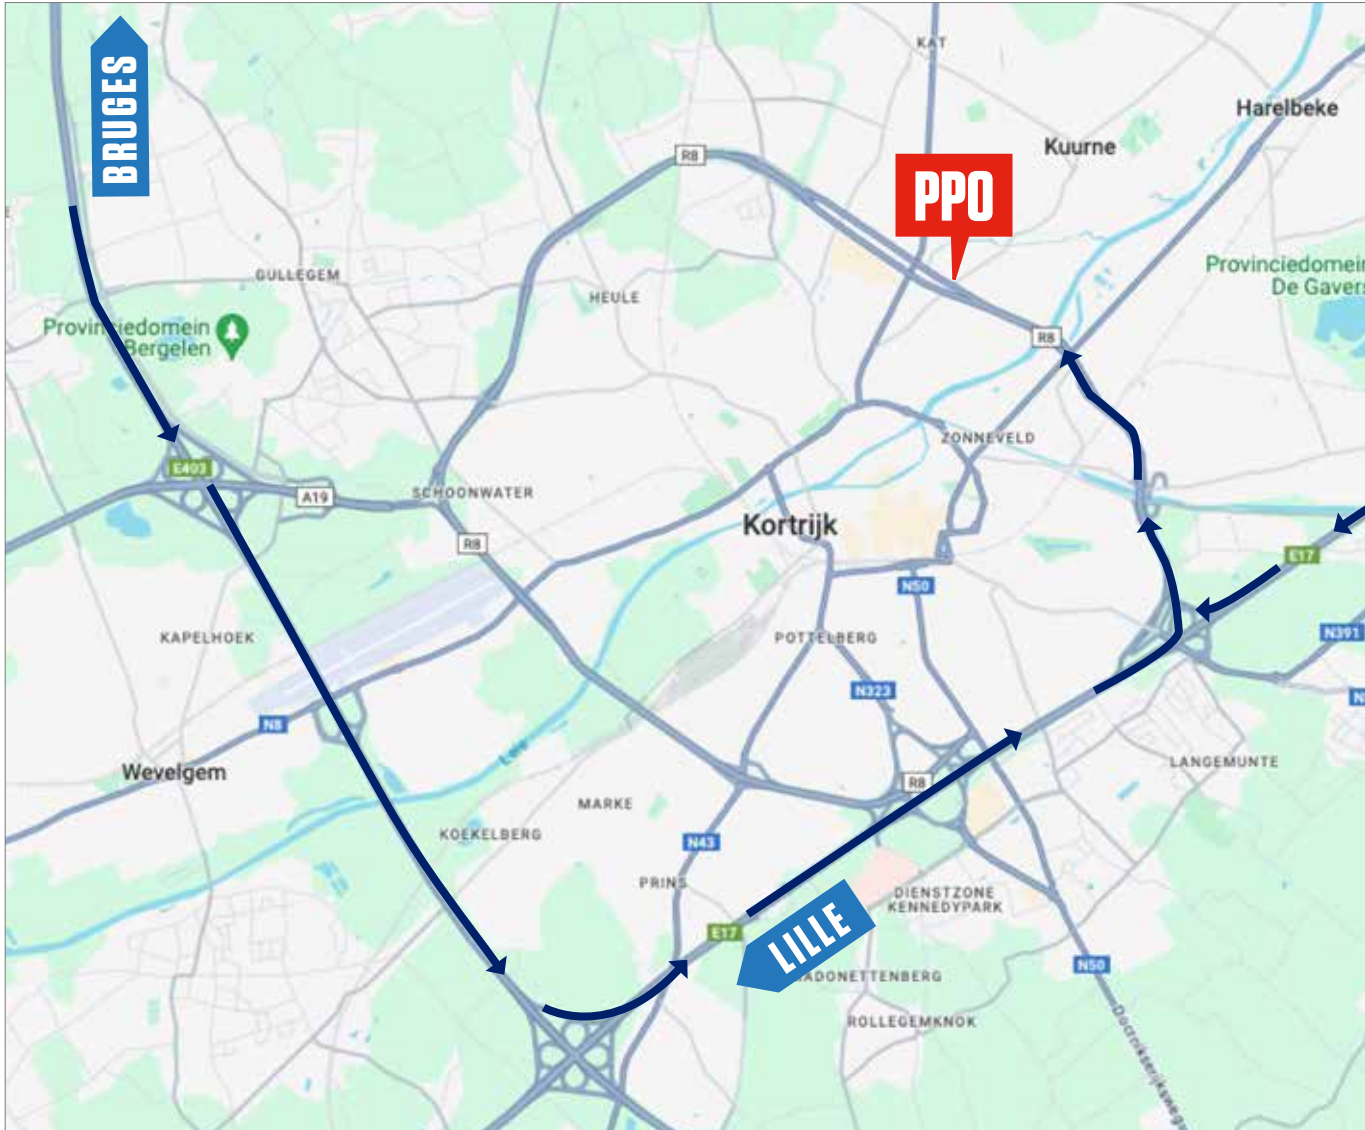 BRUGES
KAT
Harelbeke
Kuurne
R8
PPO
Provinciedomein
De Gavers
GULLEGEM
HEULE
Provinciedomein
Bergelen
R8
ZONNEVELD
E403
A19
SCHOONWATER
Kortrijk
R8
E17
N50
KAPELHOEK
POTTELBERG
N391
N323
N8
Leie
Wevelgem
LANGEMUNTE
R8
MARKE
KOEKELBERG
N43
PRINS
DIENSTZONE
KENNEDYPARK
E17
LILLE
N50
ADONETTENBERG
ROLLEGEMKNOK
Doornikserijksweg